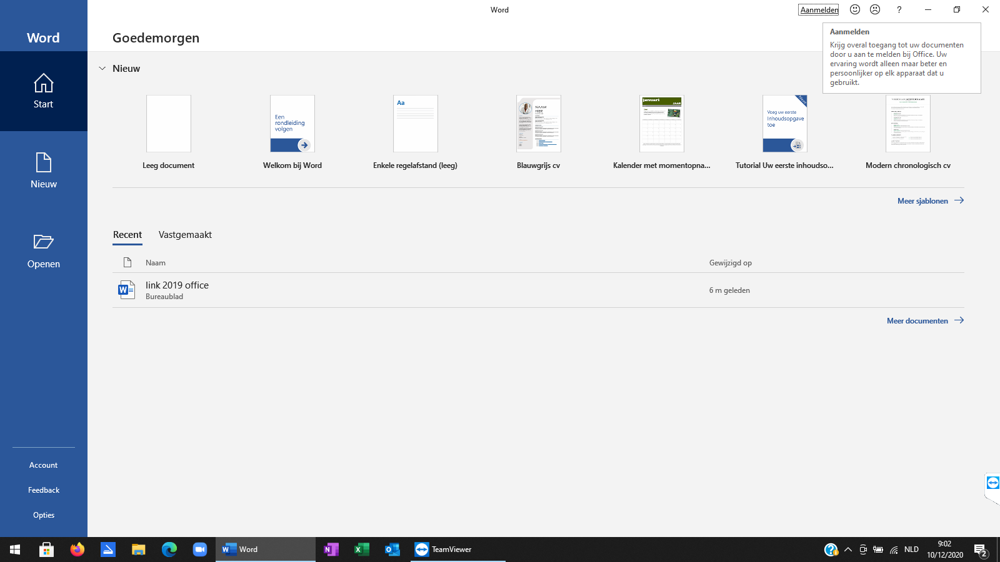 Word
Aanmelden
?
Word
Goedemorgen
Aanmelden
Krijg overal toegang tot uw documenten
door u aan te melden bij Office. Uw
ervaring wordt alleen maar beter en
persoonlijker op elk apparaat dat u
gebruikt.
Nieuw
Start
Nieuw
Openen
Een
rondleiding
volgen
Aa
NAAM
HIER
januari
JAAR
Nieuw
Voeg uw eerste
Inhoudsopgave
toe
Leeg document
Welkom bij Word
Enkele regelafstand (leeg)
Blauwgrijs cv
Kalender met momentopna...
Tutorial Uw eerste inhoudso...
Modern chronologisch cv
Meer sjablonen
Recent
Vastgemaakt
Naam
Gewijzigd op
W
link 2019 office
Bureaublad
6 m geleden
Meer documenten
Account
Feedback
Opties
W
Word
N
X
O
TeamViewer
?
NLD
9:02
10/12/2020
2